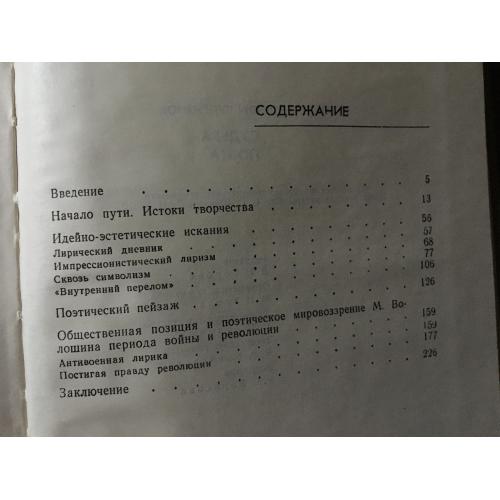 СОДЕРЖАНИЕ
Введение . . . . . . . . . . 5
Начало пути. Истоки творчества . . . . . . 13
Идейно-эстетические искания . . . . . . . 56
Лирический дневник . . . . . . . . . 57
Импрессионистический лиризм . . . . . . . 68
Сквозь символизм . . . . . . . . . 77
«Внутренний перелом» . . . . . . . . 106
Поэтический пейзаж . . . . . . . . 126
Общественная позиция и поэтическое мировоззрение М. Во-
лошина периода войны и революции . . . . . 159
Антивоенная лирика . . . . . . . . . 159
Постигая правду революции . . . . . . . 177
Заключение . . . . . . . . . . 226